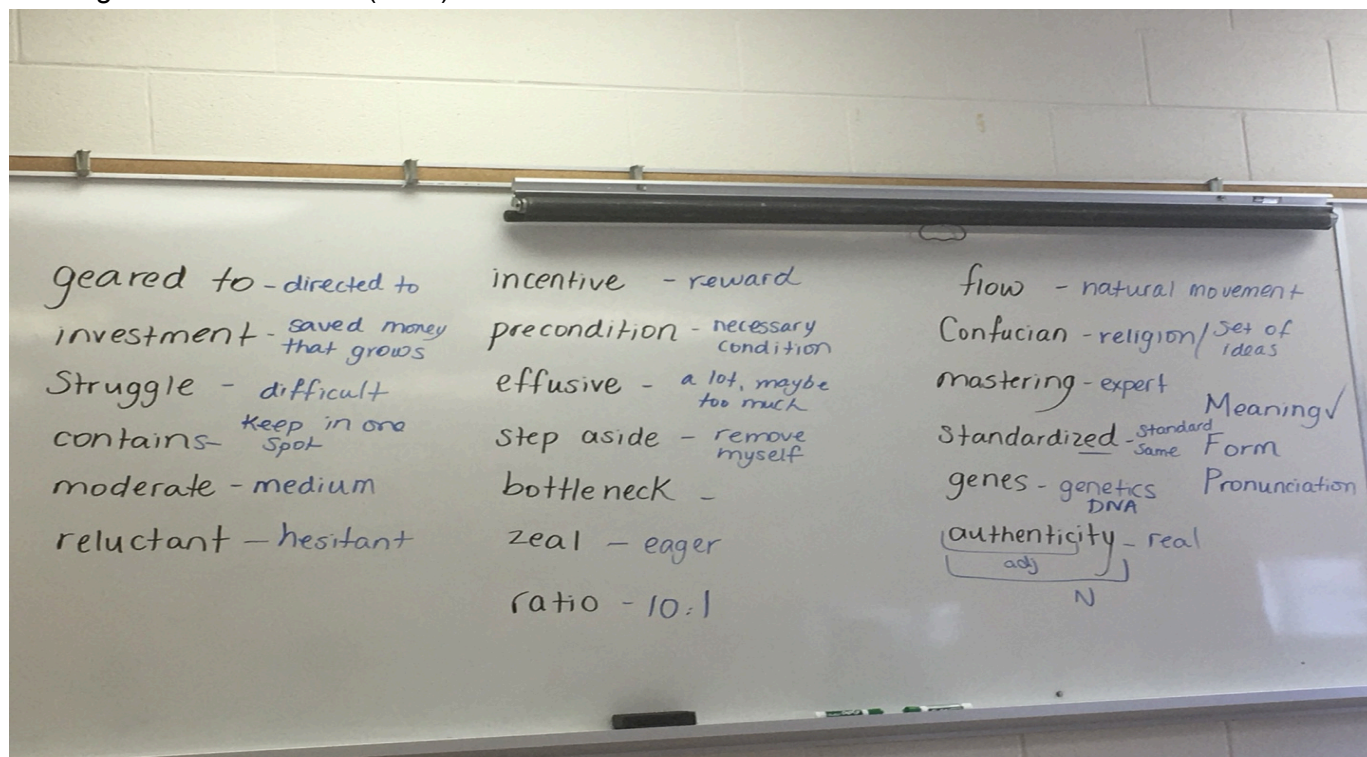 geared to - directed to
investment - saved money
that grows
Struggle - difficult
contains - Keep in one
spot
moderate - medium
reluctant - hesitant
incentive - reward
precondition - necessary
condition
effusive - a lot, maybe
too much
step aside - remove
myself
bottleneck -
zeal - eager
ratio - 10:1
flow - natural movement
Confucian - religion/set of
ideas
mastering - expert
Standardized - standard
same
genes - genetics
DNA
authenticity - real
adj
N
Meaning ✓
Form
Pronunciation